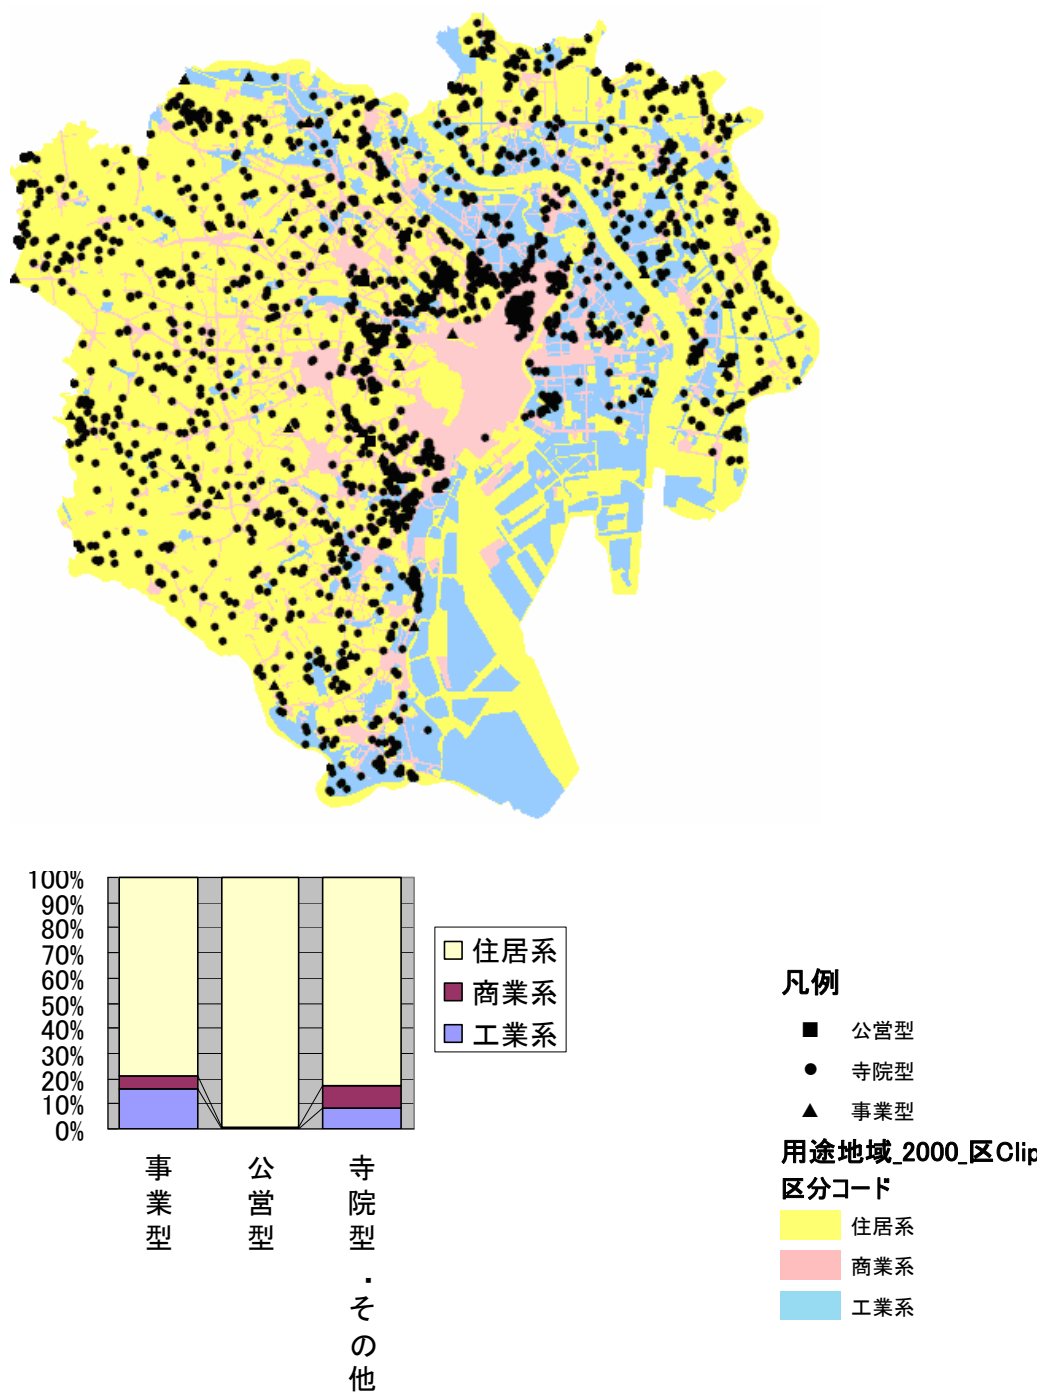 100%
90%
80%
70%
60%
50%
40%
30%
20%
10%
0%
事業型
公営型
寺院型・その他
住居系
商業系
工業系
凡例
公営型
寺院型
事業型
用途地域_2000_区Clip
区分コード
住居系
商業系
工業系